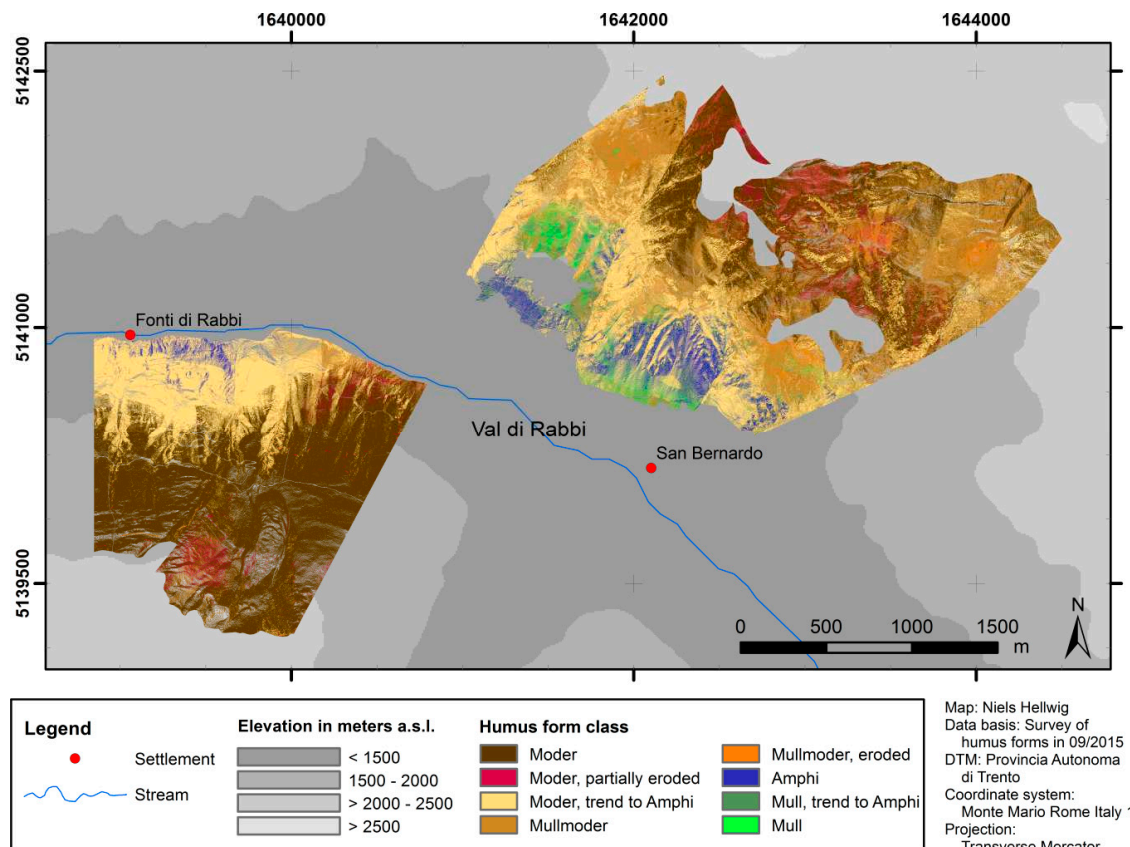 1640000
1642000
1644000
5142500
5141000
5139500
Fonti di Rabbi
Val di Rabbi
San Bernardo
N
0 500 1000 1500
m
Legend
Settlement
Stream
Elevation in meters a.s.l.
< 1500
1500 - 2000
> 2000 - 2500
> 2500
Humus form class
Moder
Moder, partially eroded
Moder, trend to Amphi
Mullmoder
Mullmoder, eroded
Amphi
Mull, trend to Amphi
Mull
Map: Niels Hellwig
Data basis: Survey of
humus forms in 09/2015
DTM: Provincia Autonoma
di Trento
Coordinate system:
Monte Mario Rome Italy
Projection:
Transverse Mercator